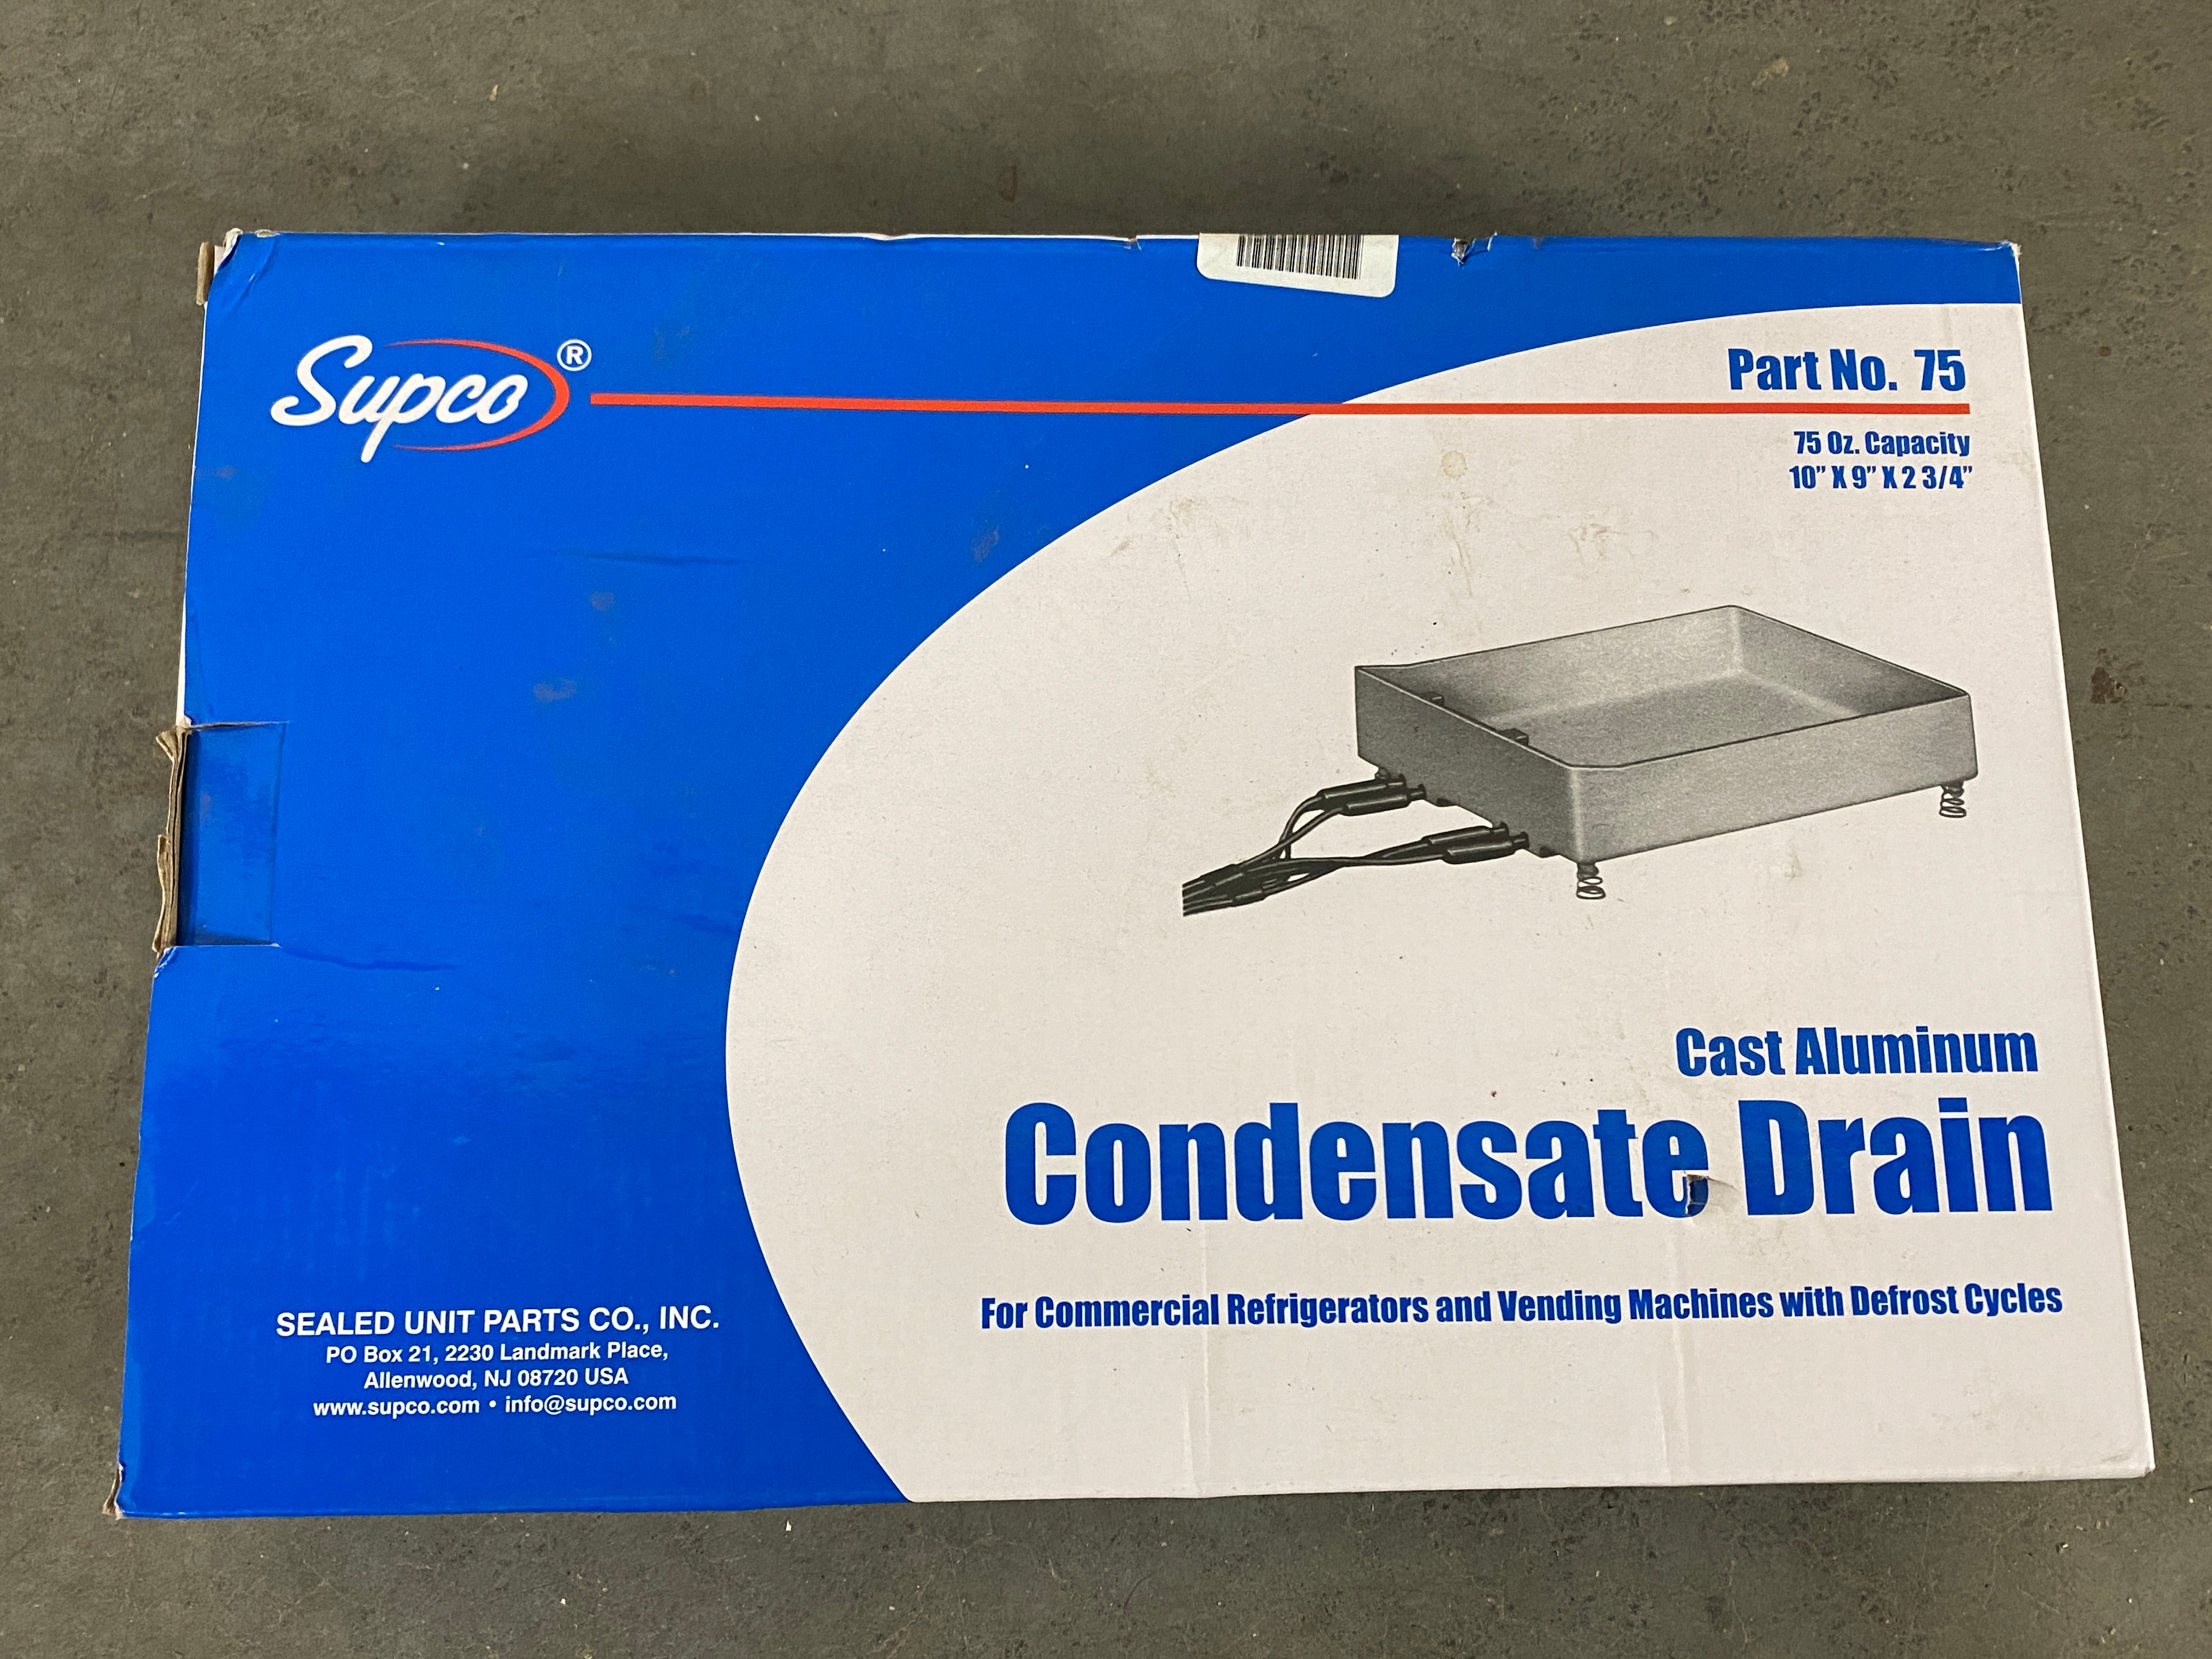 Supco®
Part No. 75
75 Oz. Capacity
10” X 9” X 2 3/4”
Cast Aluminum
Condensate Drain
For Commercial Refrigerators and Vending Machines with Defrost Cycles
SEALED UNIT PARTS CO., INC.
PO Box 21, 2230 Landmark Place,
Allenwood, NJ 08720 USA
www.supco.com • info@supco.com